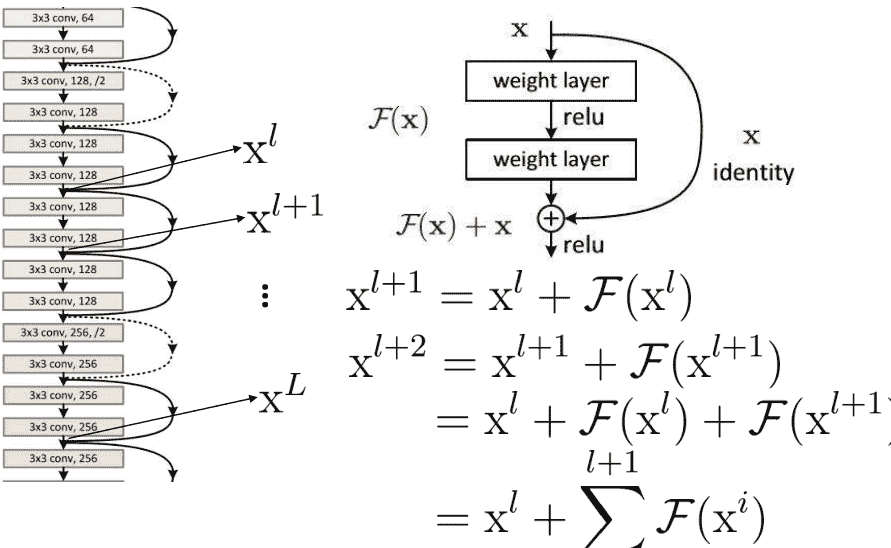 3x3 conv, 64
3x3 conv, 64
3x3 conv, 128, /2
3x3 conv, 128
3x3 conv, 128
3x3 conv, 128
3x3 conv, 128
3x3 conv, 128
3x3 conv, 128
3x3 conv, 128
3x3 conv, 256, /2
3x3 conv, 256
3x3 conv, 256
3x3 conv, 256
3x3 conv, 256
x^l
x^{l+1}
⋮
x^L
x
weight layer
relu
F(x)
weight layer
x
identity
F(x) + x
+
relu
x^{l+1} = x^l + F(x^l)
x^{l+2} = x^{l+1} + F(x^{l+1})
= x^l + F(x^l) + F(x^{l+1})
= x^l + ∑^{l+1} F(x^i)